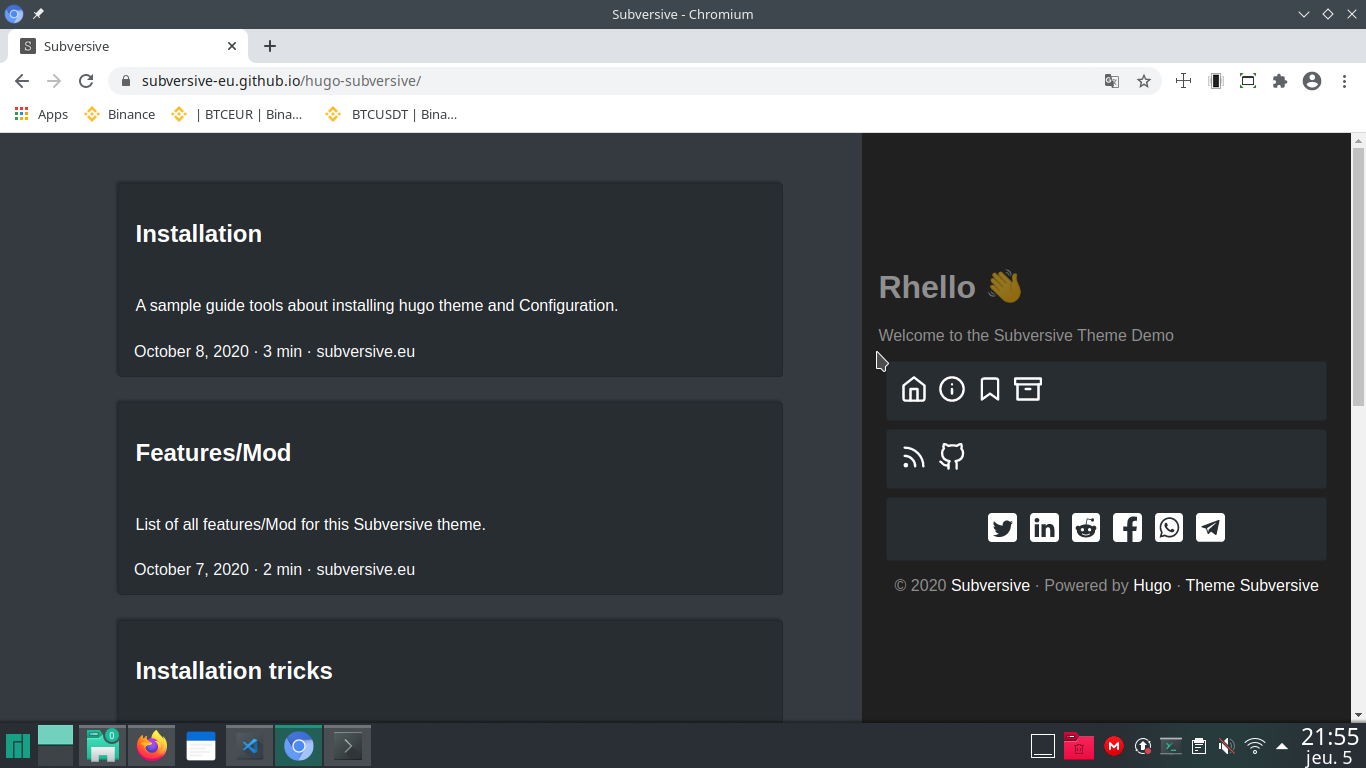 Subversive - Chromium
S Subversive
subversive-eu.github.io/hugo-subversive/
Apps Binance | BTCEUR | Bina... BTCUSDT | Bina...
Installation
A sample guide tools about installing hugo theme and Configuration.
October 8, 2020 · 3 min · subversive.eu
Features/Mod
List of all features/Mod for this Subversive theme.
October 7, 2020 · 2 min · subversive.eu
Installation tricks
Rhello 👋
Welcome to the Subversive Theme Demo
© 2020 Subversive · Powered by Hugo · Theme Subversive
0
21:55
jeu. 5